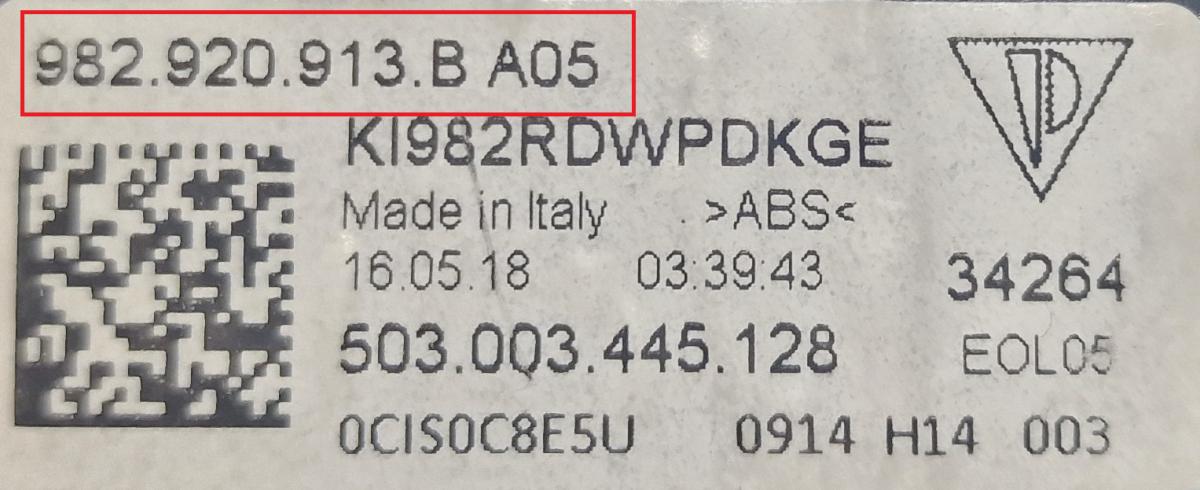 982.920.913.B A05
KI982RDWPDKGE
Made in Italy >ABS<
16.05.18 03:39:43 34264
503.003.445.128 EOL05
0CIS0C8E5U 0914 H14 003